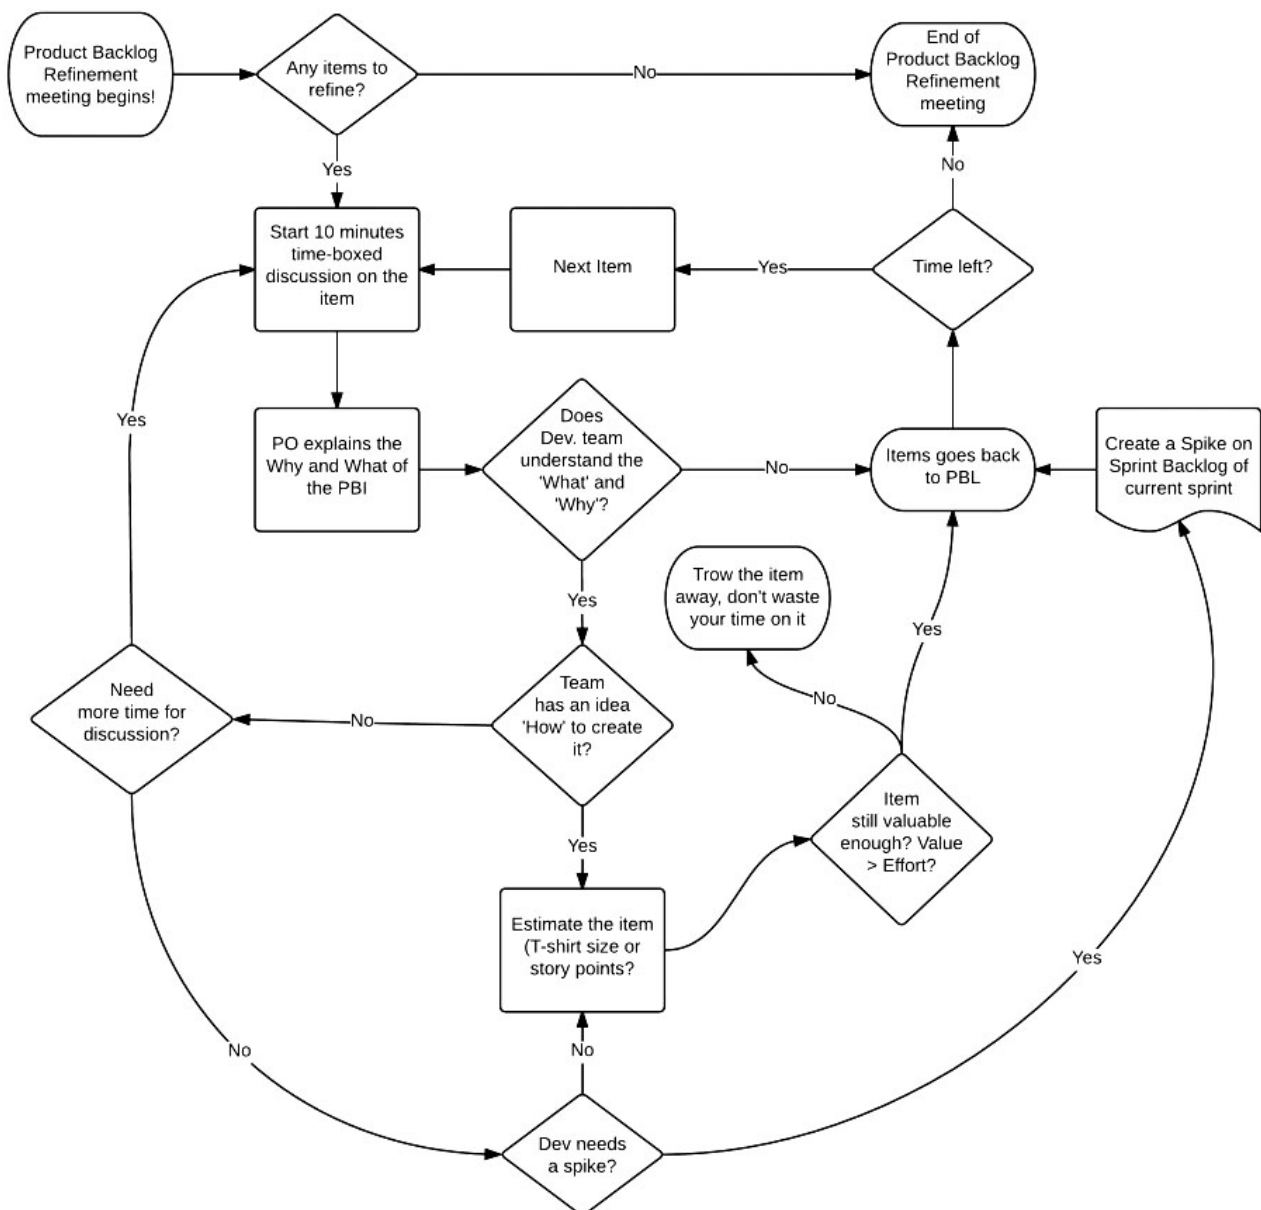 Product Backlog
Refinement
meeting begins!
Any items to
refine?
No
End of
Product Backlog
Refinement
meeting
Yes
No
Start 10 minutes
time-boxed
discussion on the
item
Next Item
Yes
Time left?
Yes
PO explains the
Why and What of
the PBI
Does
Dev. team
understand the
'What' and
'Why'?
No
Items goes back
to PBL
Create a Spike on
Sprint Backlog of
current sprint
Yes
Trow the item
away, don't waste
your time on it
Yes
Need
more time for
discussion?
No
Team
has an idea
'How' to create
it?
No
Yes
Item
still valuable
enough? Value
> Effort?
Estimate the item
(T-shirt size or
story points?
Yes
No
No
Dev needs
a spike?